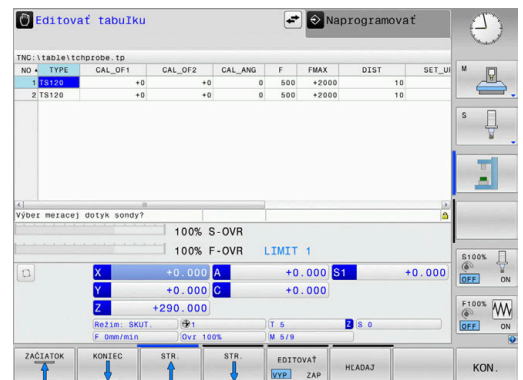 Editovať tabuľku
Naprogramovať
TNC:\table\tchprobe.tp
NO TYPE CAL_OF1 CAL_OF2 CAL_ANG F FMAX DIST SET_UI
1 TS120 +0 +0 0 500 +2000 10
2 TS120 +0 +0 0 500 +2000 10
Výber meracej dotyk sondy?
100% S-OVR
100% F-OVR LIMIT 1
X +0.000 A +0.000 S1 +0.000
Y +0.000 C +0.000
Z +290.000
Režim: SKUT. 1 T 5 Z S 0
F 0mm/min Ovr 100% M 5/9
M
S
S100%
OFF ON
F100%
OFF ON
ZAČIATOK
KONIEC
STR.
STR.
EDITOVAŤ
VYP ZAP
HĽADAJ
KON.